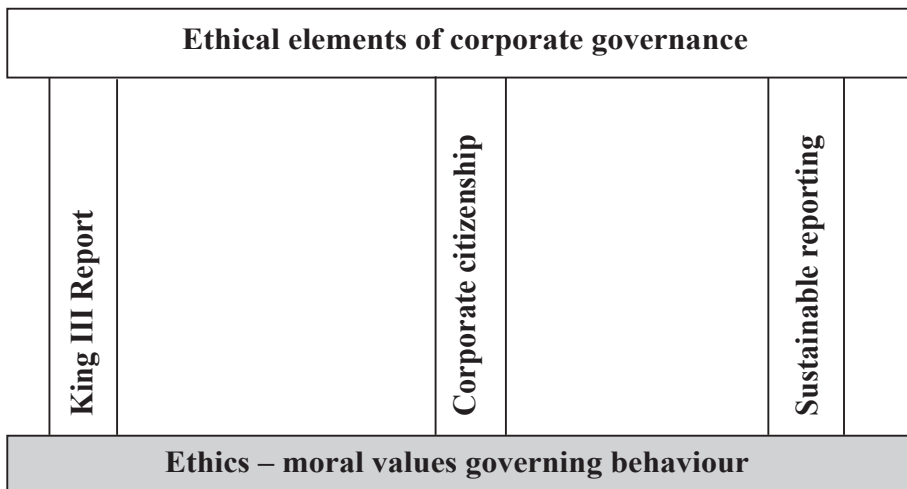 Ethical elements of corporate governance
King III Report
Corporate citizenship
Sustainable reporting
Ethics – moral values governing behaviour